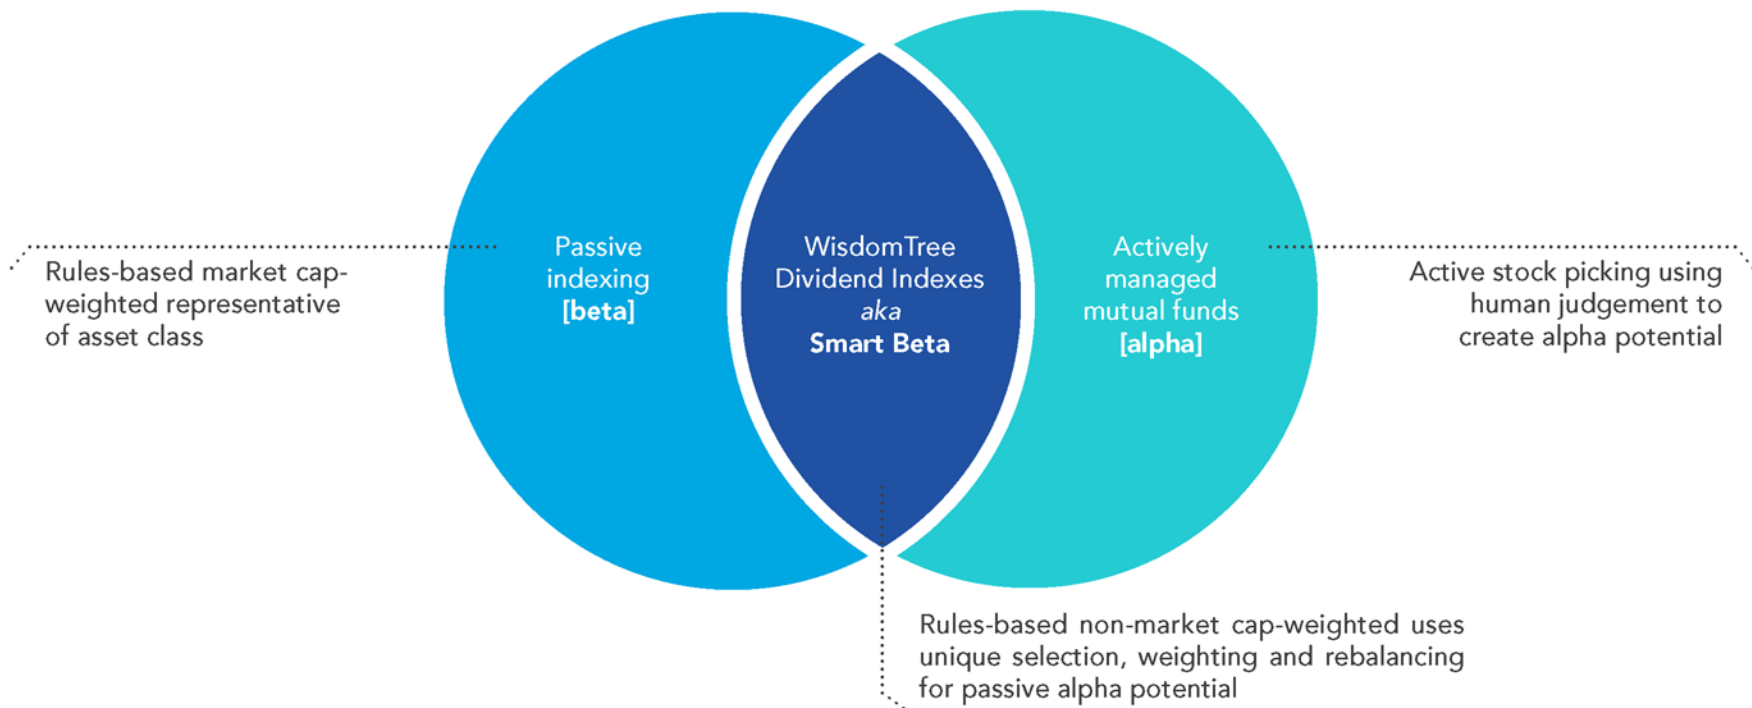 Rules-based market cap-
weighted representative
of asset class
Passive
indexing
[beta]
WisdomTree
Dividend Indexes
aka
Smart Beta
Actively
managed
mutual funds
[alpha]
Active stock picking using
human judgement to
create alpha potential
Rules-based non-market cap-weighted uses
unique selection, weighting and rebalancing
for passive alpha potential